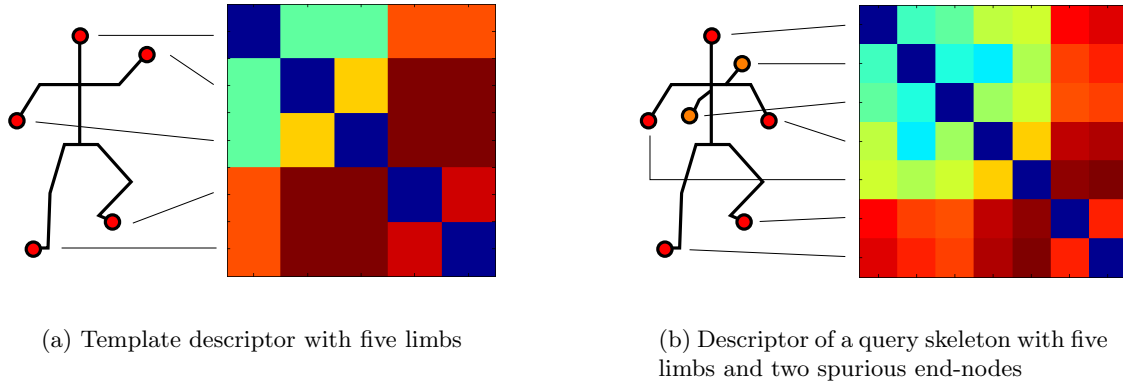 (a) Template descriptor with five limbs
(b) Descriptor of a query skeleton with five
limbs and two spurious end-nodes